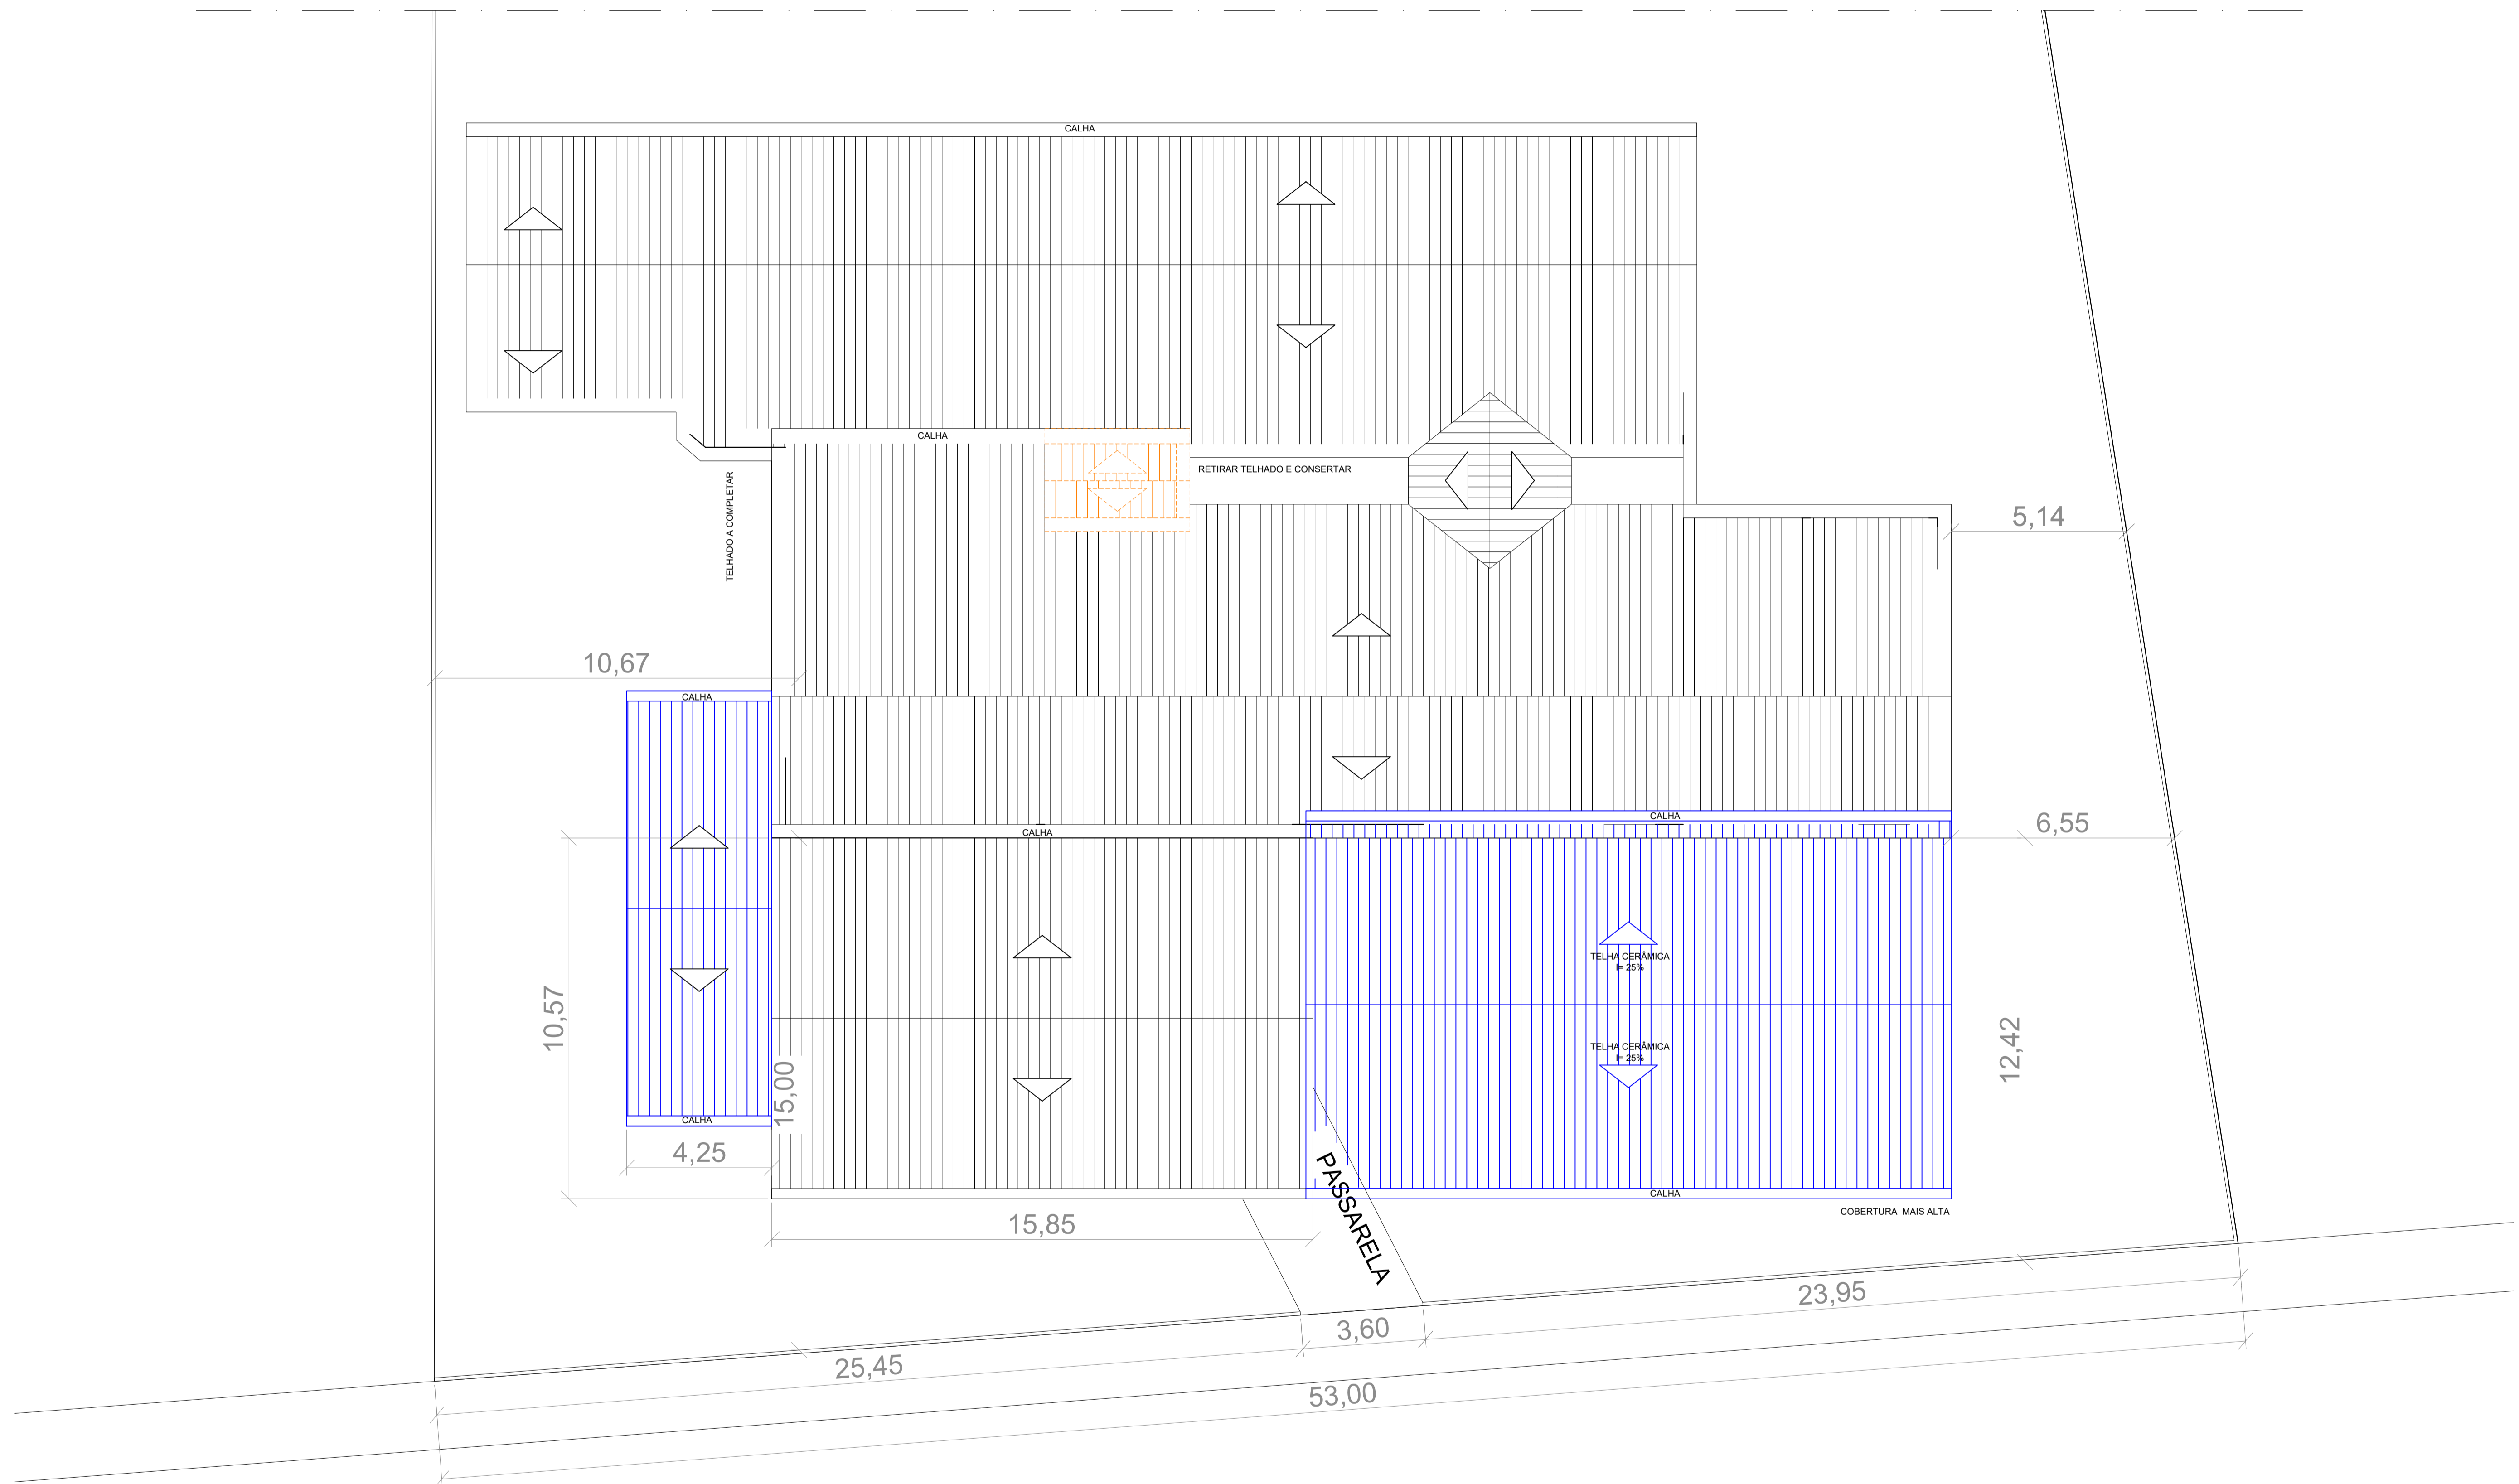 CALHA
CALHA
RETIRAR TELHADO E CONSERTAR
TELHADO A COMPLETAR
5,14
10,67
CALHA
CALHA
6,55
CALHA
TELHA CERÂMICA
I= 25%
10,57
12,42
TELHA CERÂMICA
I= 25%
15,00
CALHA
4,25
PASSARELA
CALHA
COBERTURA MAIS ALTA
15,85
23,95
3,60
25,45
53,00